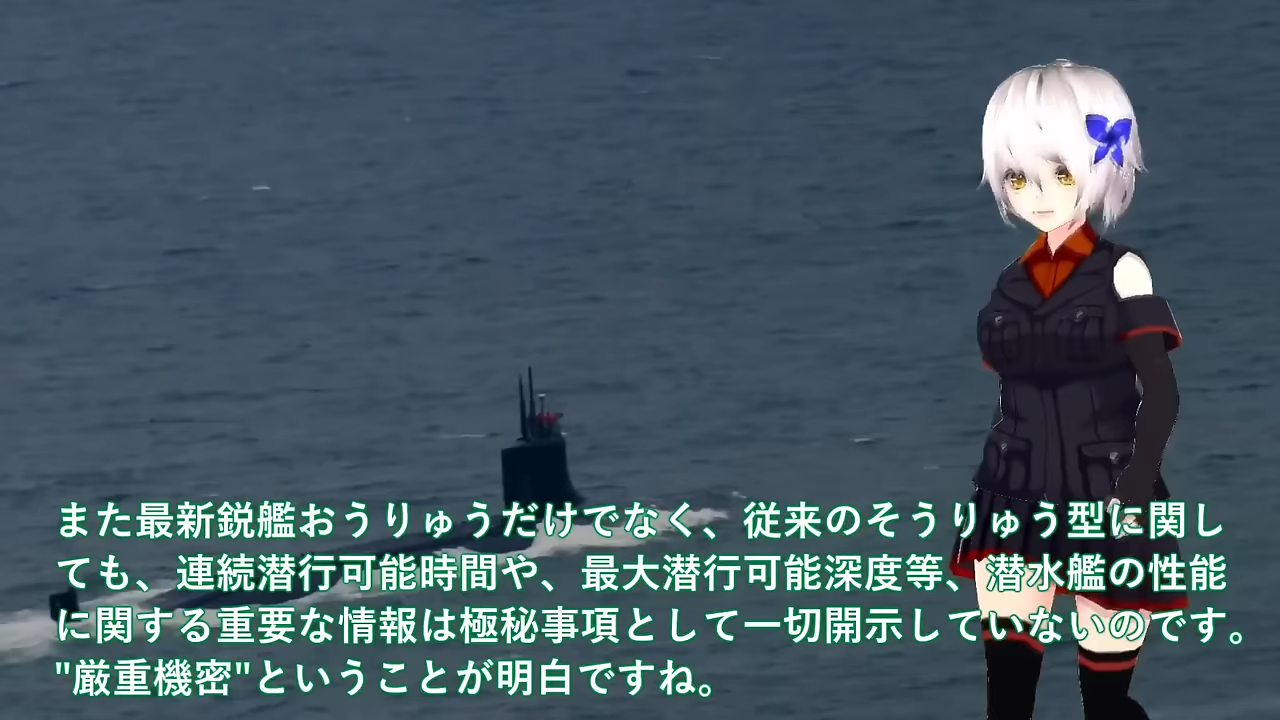 また最新鋭艦おうりゅうだけでなく、従来のそうりゅう型に関し
ても、連続潜行可能時間や、最大潜行可能深度等、潜水艦の性能
に関する重要な情報は極秘事項として一切開示していないのです。
"厳重機密"ということが明白ですね。